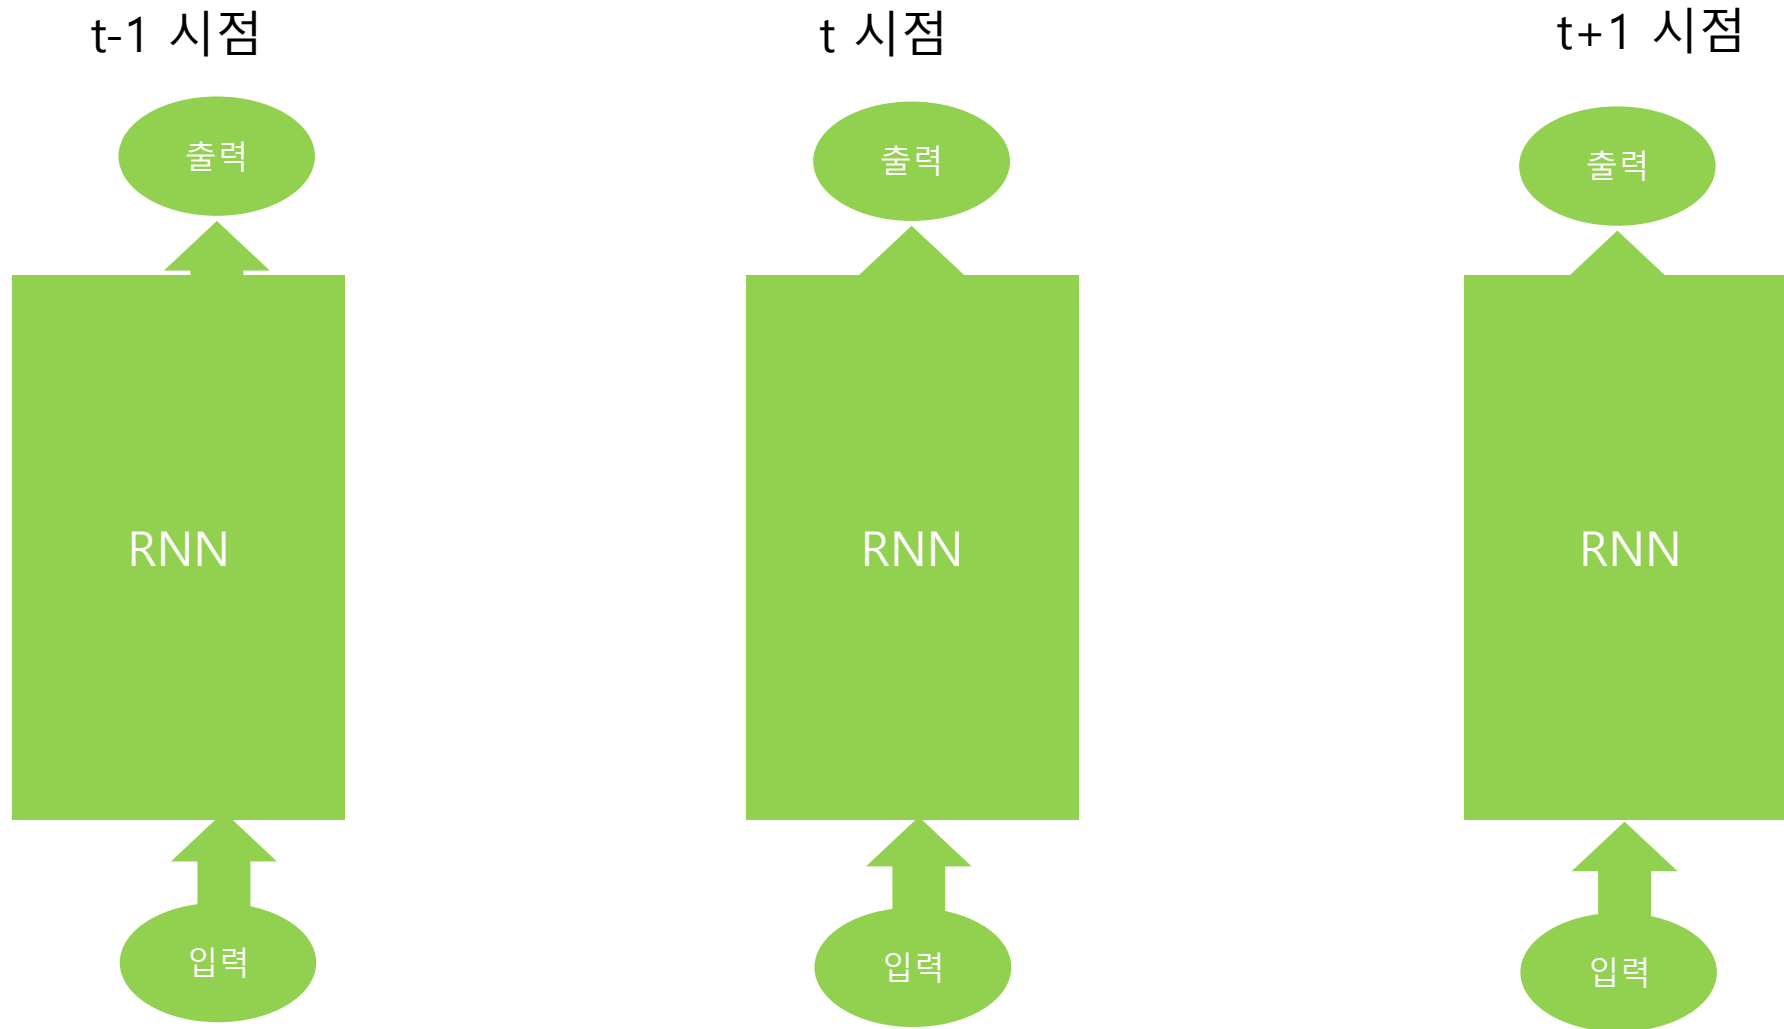 t-1 시점
t 시점
t+1 시점
출력
출력
출력
RNN
RNN
RNN
입력
입력
입력